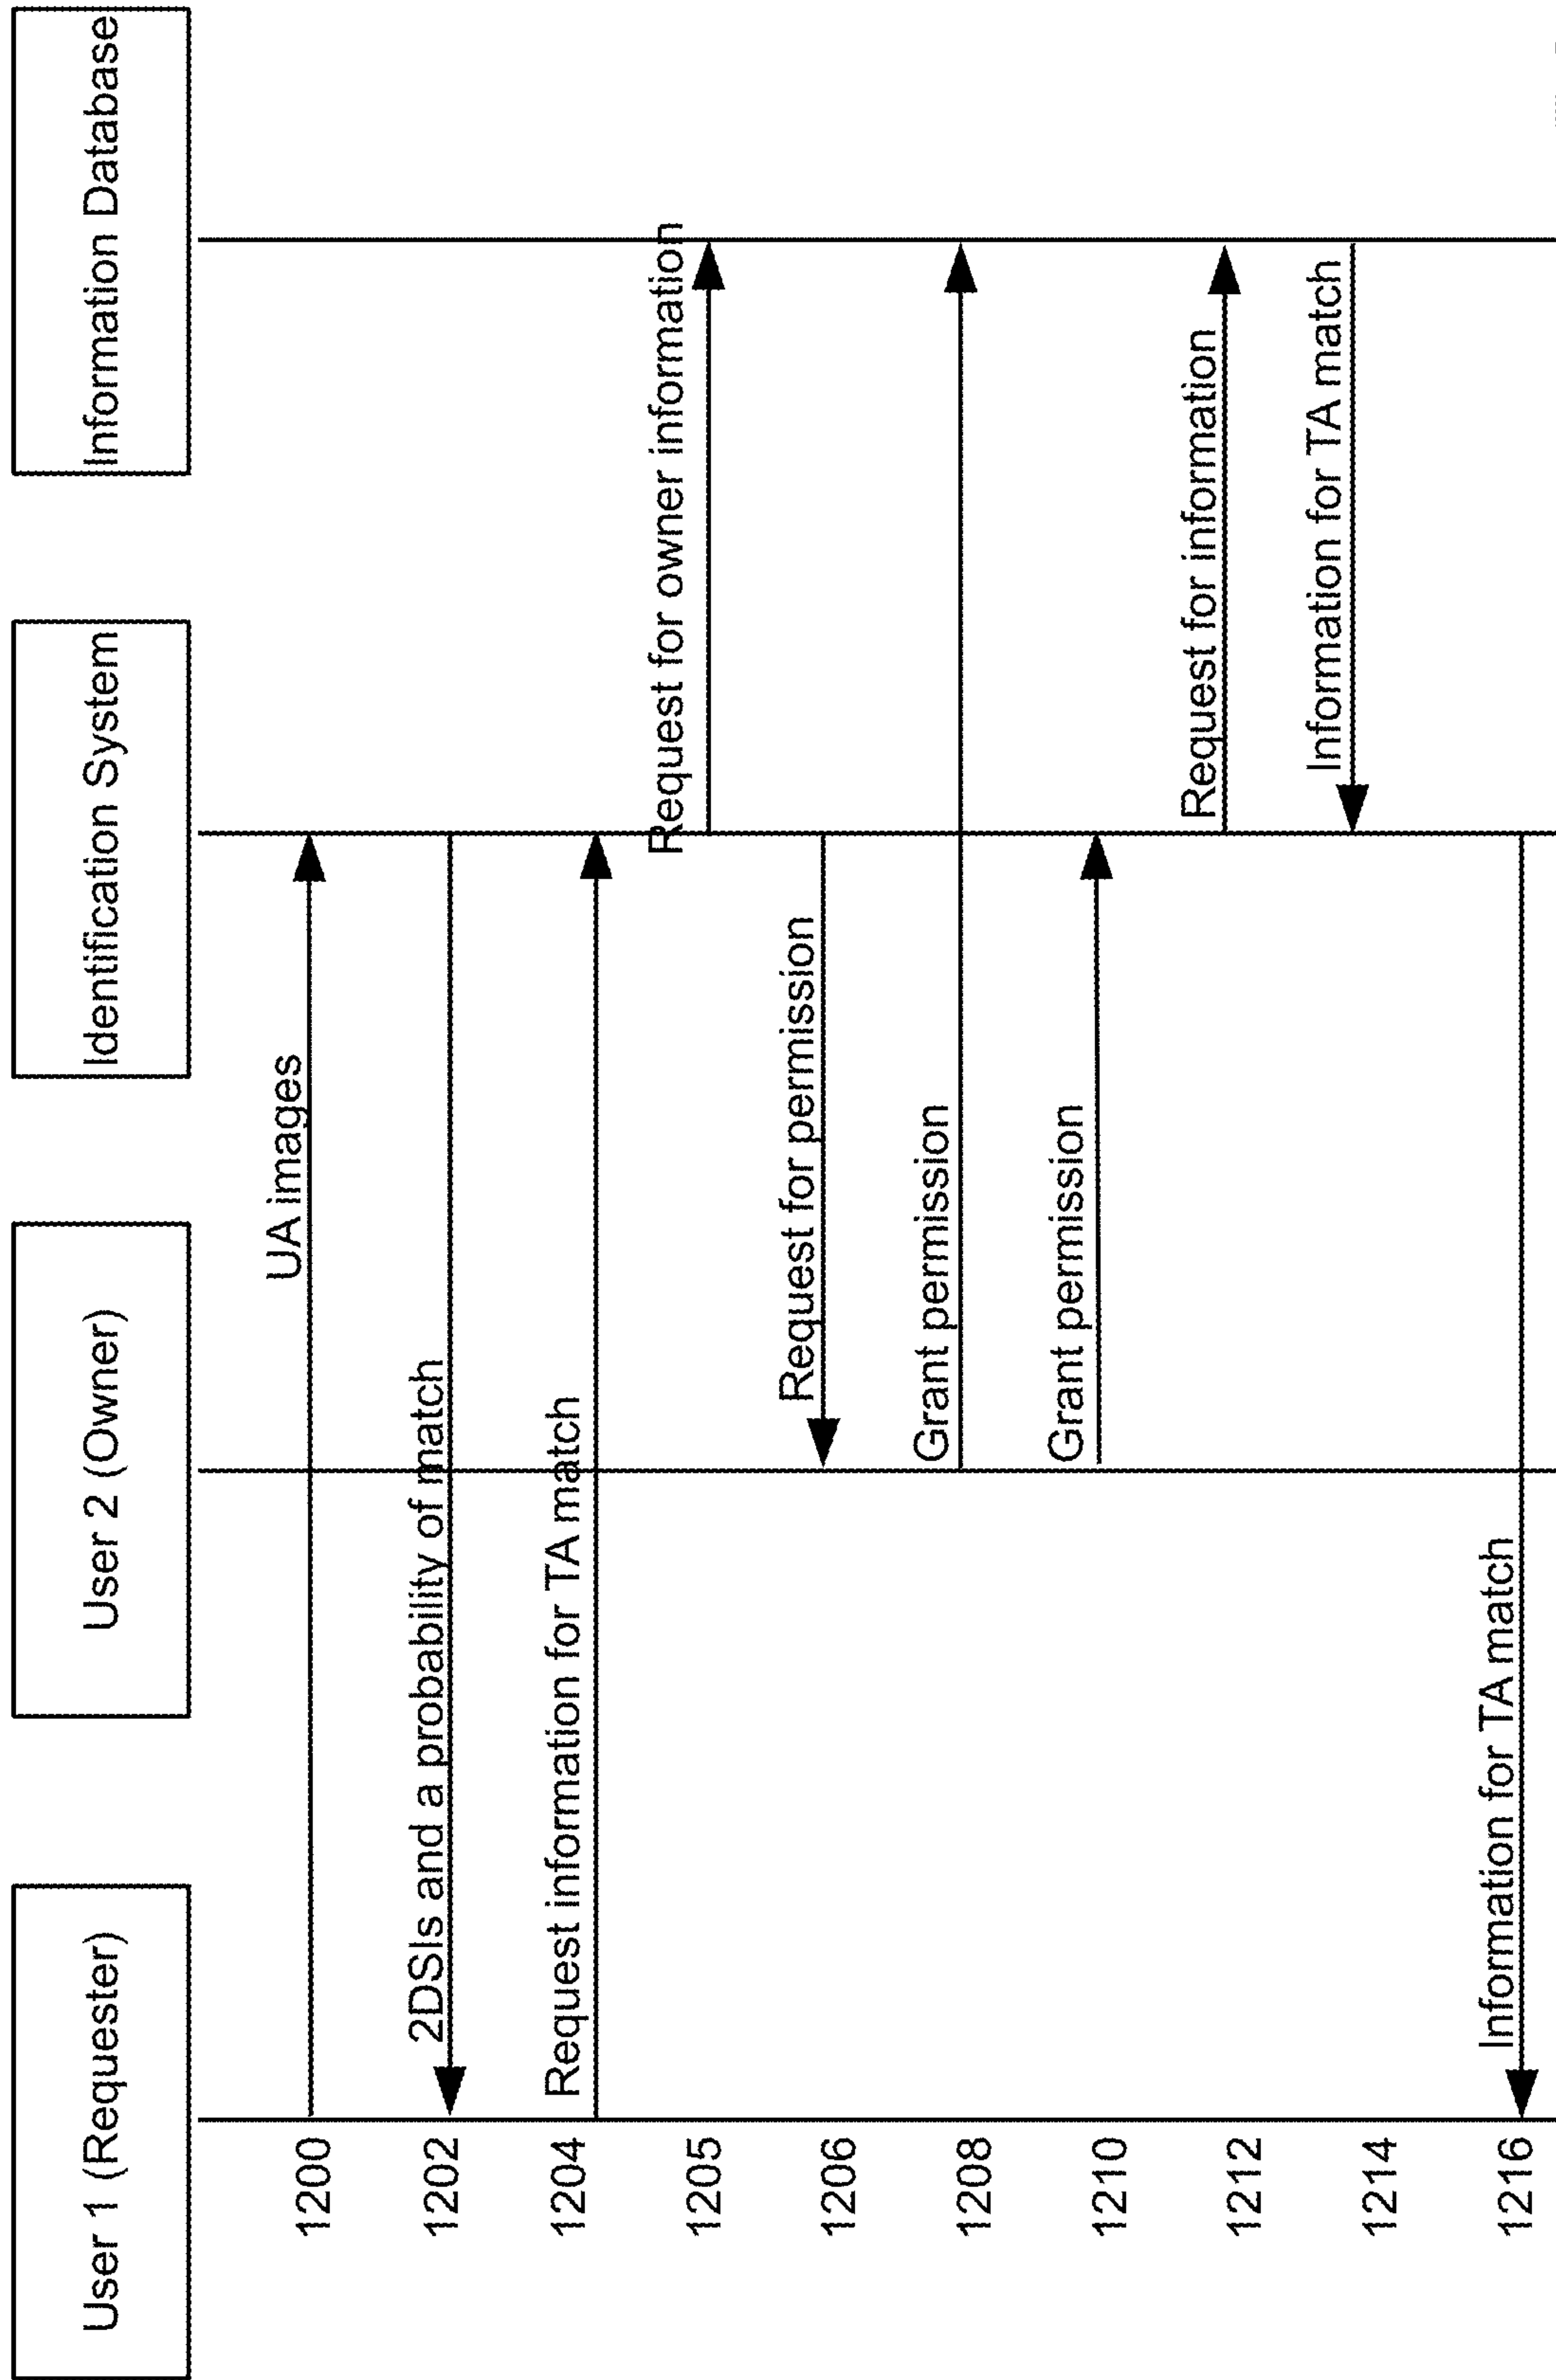 User 1 (Requester)
User 2 (Owner)
Identification System
Information Database
1200
UA images
1202
2DSIs and a probability of match
1204
Request information for TA match
1205
Request for owner information
1206
Request for permission
1208
Grant permission
1210
Grant permission
1212
Request for information
1214
Information for TA match
1216
Information for TA match